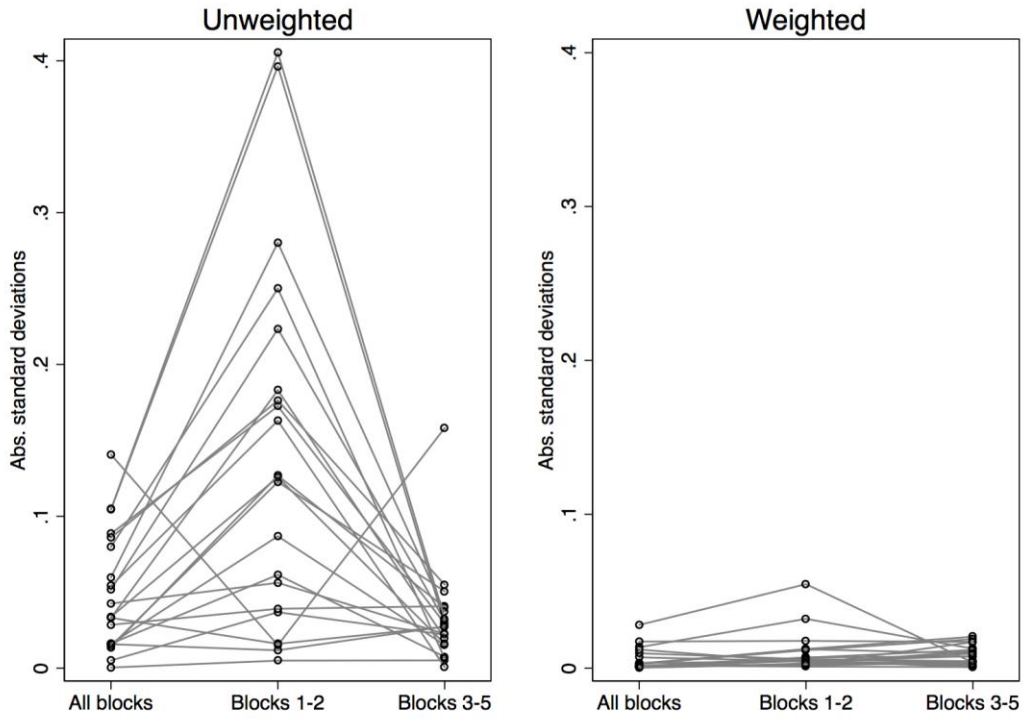 Unweighted
Abs. standard deviations
.4
.3
.2
.1
0
All blocks
Blocks 1-2
Blocks 3-5
Weighted
Abs. standard deviations
.4
.3
.2
.1
0
All blocks
Blocks 1-2
Blocks 3-5